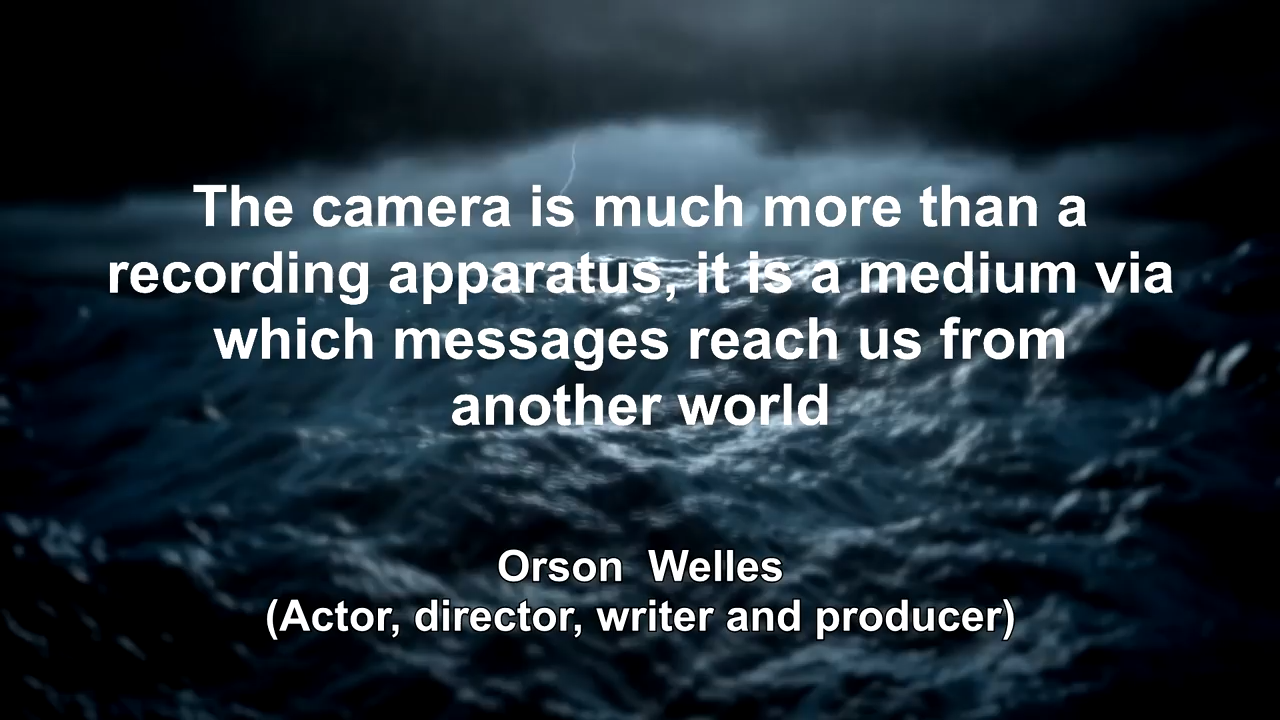 The camera is much more than a
recording apparatus, it is a medium via
which messages reach us from
another world
Orson  Welles
(Actor, director, writer and producer)